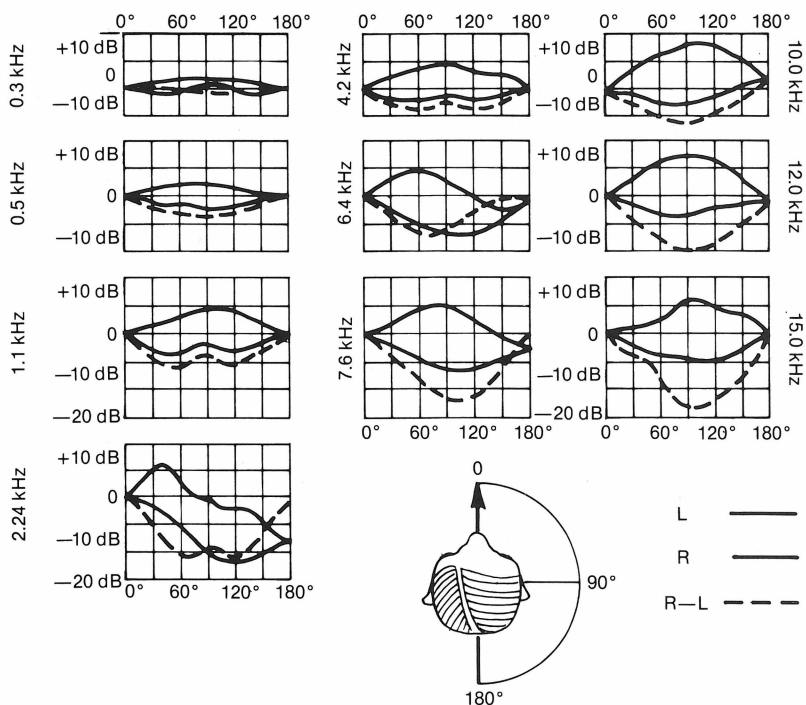 0° 60° 120° 180°
0.3 kHz
+10 dB
0
—10 dB
0.5 kHz
+10 dB
0
—10 dB
1.1 kHz
+10 dB
0
—10 dB
—20 dB
2.24 kHz
+10 dB
0
—10 dB
—20 dB
0° 60° 120° 180°
0° 60° 120° 180°
4.2 kHz
6.4 kHz
7.6 kHz
0° 60° 120° 180°
0° 60° 120° 180°
+10 dB
0
—10 dB
10.0 kHz
+10 dB
0
—10 dB
12.0 kHz
+10 dB
0
—10 dB
—20 dB
15.0 kHz
0° 60° 120° 180°
0
90°
180°
L
R
R—L